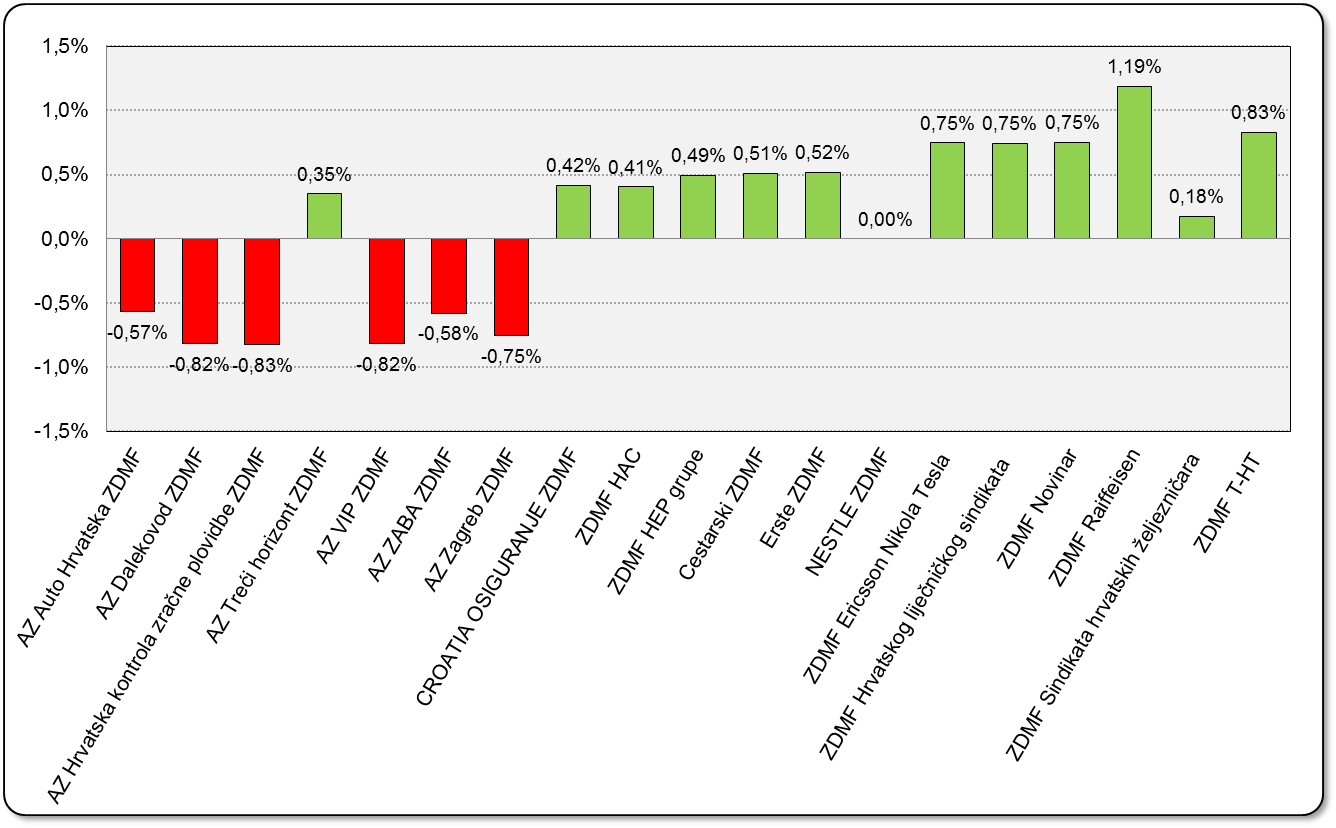 1,5%
1,0%
0,5%
0,0%
-0,5%
-1,0%
-1,5%
-0,57%
-0,82%
-0,83%
0,35%
-0,82%
-0,58%
-0,75%
0,42%
0,41%
0,49%
0,51%
0,52%
0,00%
0,75%
0,75%
0,75%
1,19%
0,18%
0,83%
AZ Auto Hrvatska ZDMF
AZ Dalekovod ZDMF
AZ Hrvatska kontrola zračne plovidbe ZDMF
AZ Treći horizont ZDMF
AZ VIP ZDMF
AZ ZABA ZDMF
AZ Zagreb ZDMF
CROATIA OSIGURANJE ZDMF
ZDMF HAC
ZDMF HEP grupe
Cestarski ZDMF
Erste ZDMF
NESTLE ZDMF
ZDMF Ericsson Nikola Tesla
ZDMF Hrvatskog liječničkog sindikata
ZDMF Novinar
ZDMF Raiffeisen
ZDMF Sindikata hrvatskih željezničara
ZDMF T-HT